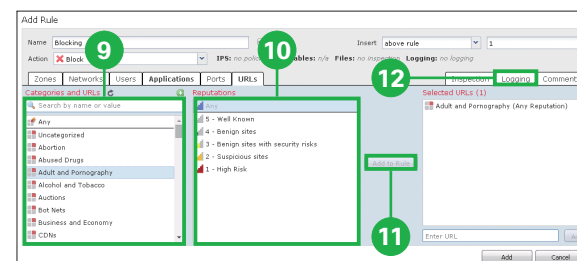 Add Rule
Name Blocking Insert above rule 1
Action Block IPS: no Files: no Logging: no logging
9
10
12
Zones Networks Users Applications Ports URLs Inspection Logging Comment
Categories and URLs Reputations Selected URLs (1)
Search by name or value
Any
Uncategorized
Abortion
Abused Drugs
Adult and Pornography
Alcohol and Tobacco
Auctions
Bot Nets
Business and Economy
CDNs
Any
5 - Well Known
4 - Benign sites
3 - Benign sites with security risks
2 - Suspicious sites
1 - High Risk
Add to Rule
11
Adult and Pornography (Any Reputation)
Enter URL
Add Cancel